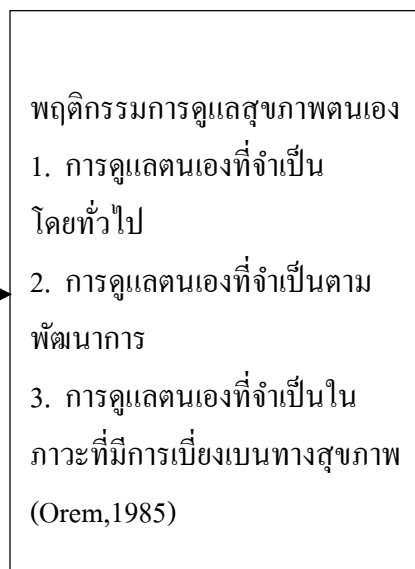 พฤติกรรมการดูแลสุขภาพตนเอง
1. การดูแลตนเองที่จำเป็น
โดยทั่วไป
2. การดูแลตนเองที่จำเป็นตาม
พัฒนาการ
3. การดูแลตนเองที่จำเป็นใน
ภาวะที่มีการเบี่ยงเบนทางสุขภาพ
(Orem,1985)